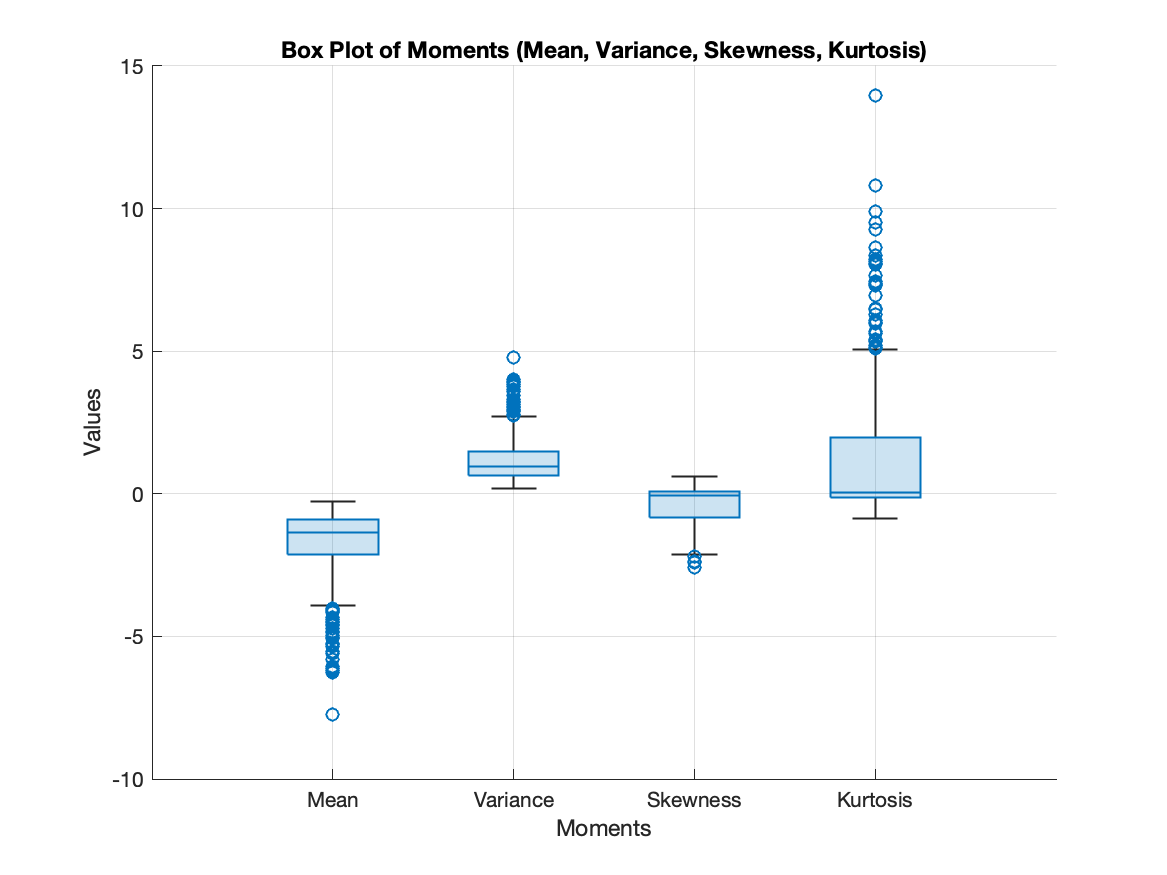 Box Plot of Moments (Mean, Variance, Skewness, Kurtosis)
15
10
5
0
-5
-10
Values
Mean Variance Skewness Kurtosis
Moments